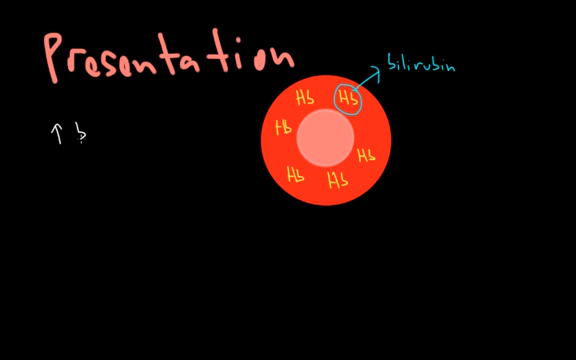 Presentation
bilirubin
Hb Hb
Hb
Hb
Hb Hb
↑ b